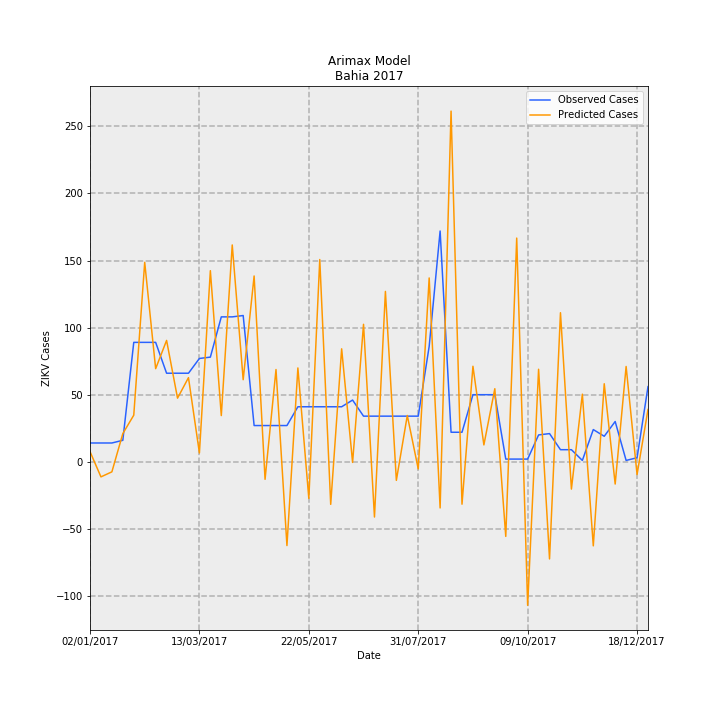 Arimax Model
Bahia 2017
Observed Cases
Predicted Cases
250
200
150
100
50
0
−50
−100
ZIKV Cases
02/01/2017 13/03/2017 22/05/2017 31/07/2017 09/10/2017 18/12/2017
Date